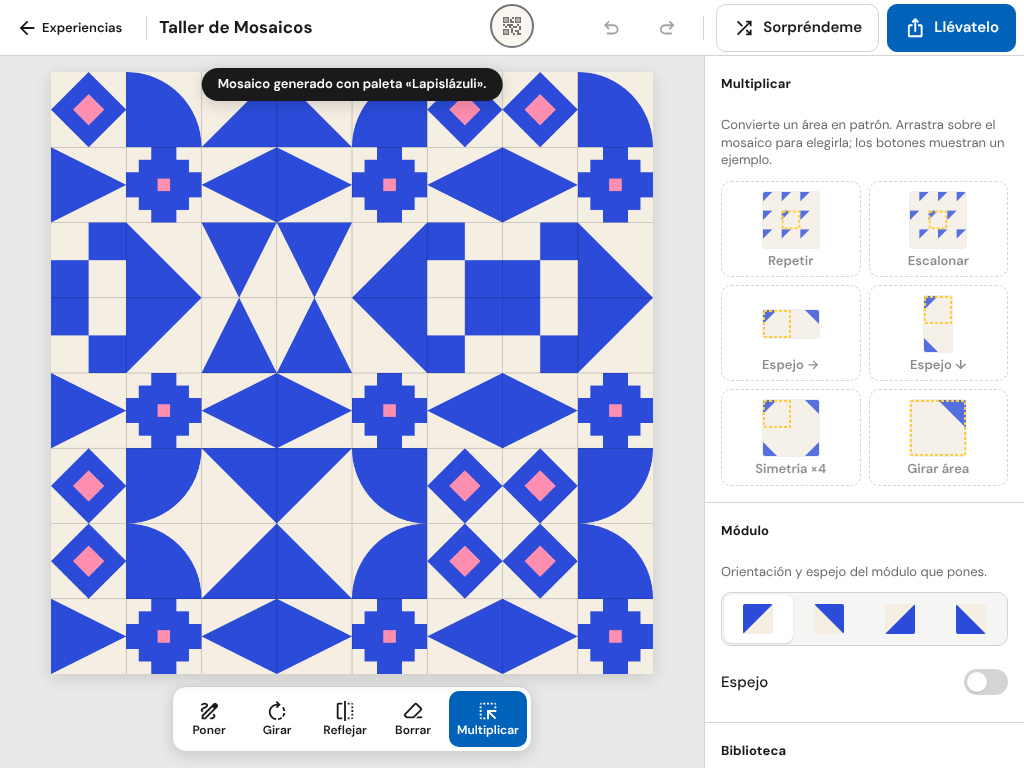 Experiencias
Taller de Mosaicos
Sorpréndeme
Llévatelo
Mosaico generado con paleta «Lapislázuli».
Multiplicar
Convierte un área en patrón. Arrastra sobre el
mosaico para elegirla; los botones muestran un
ejemplo.
Repetir
Escalonar
Espejo →
Espejo ↓
Simetría ×4
Girar área
Módulo
Orientación y espejo del módulo que pones.
Espejo
Biblioteca
Poner
Girar
Reflejar
Borrar
Multiplicar